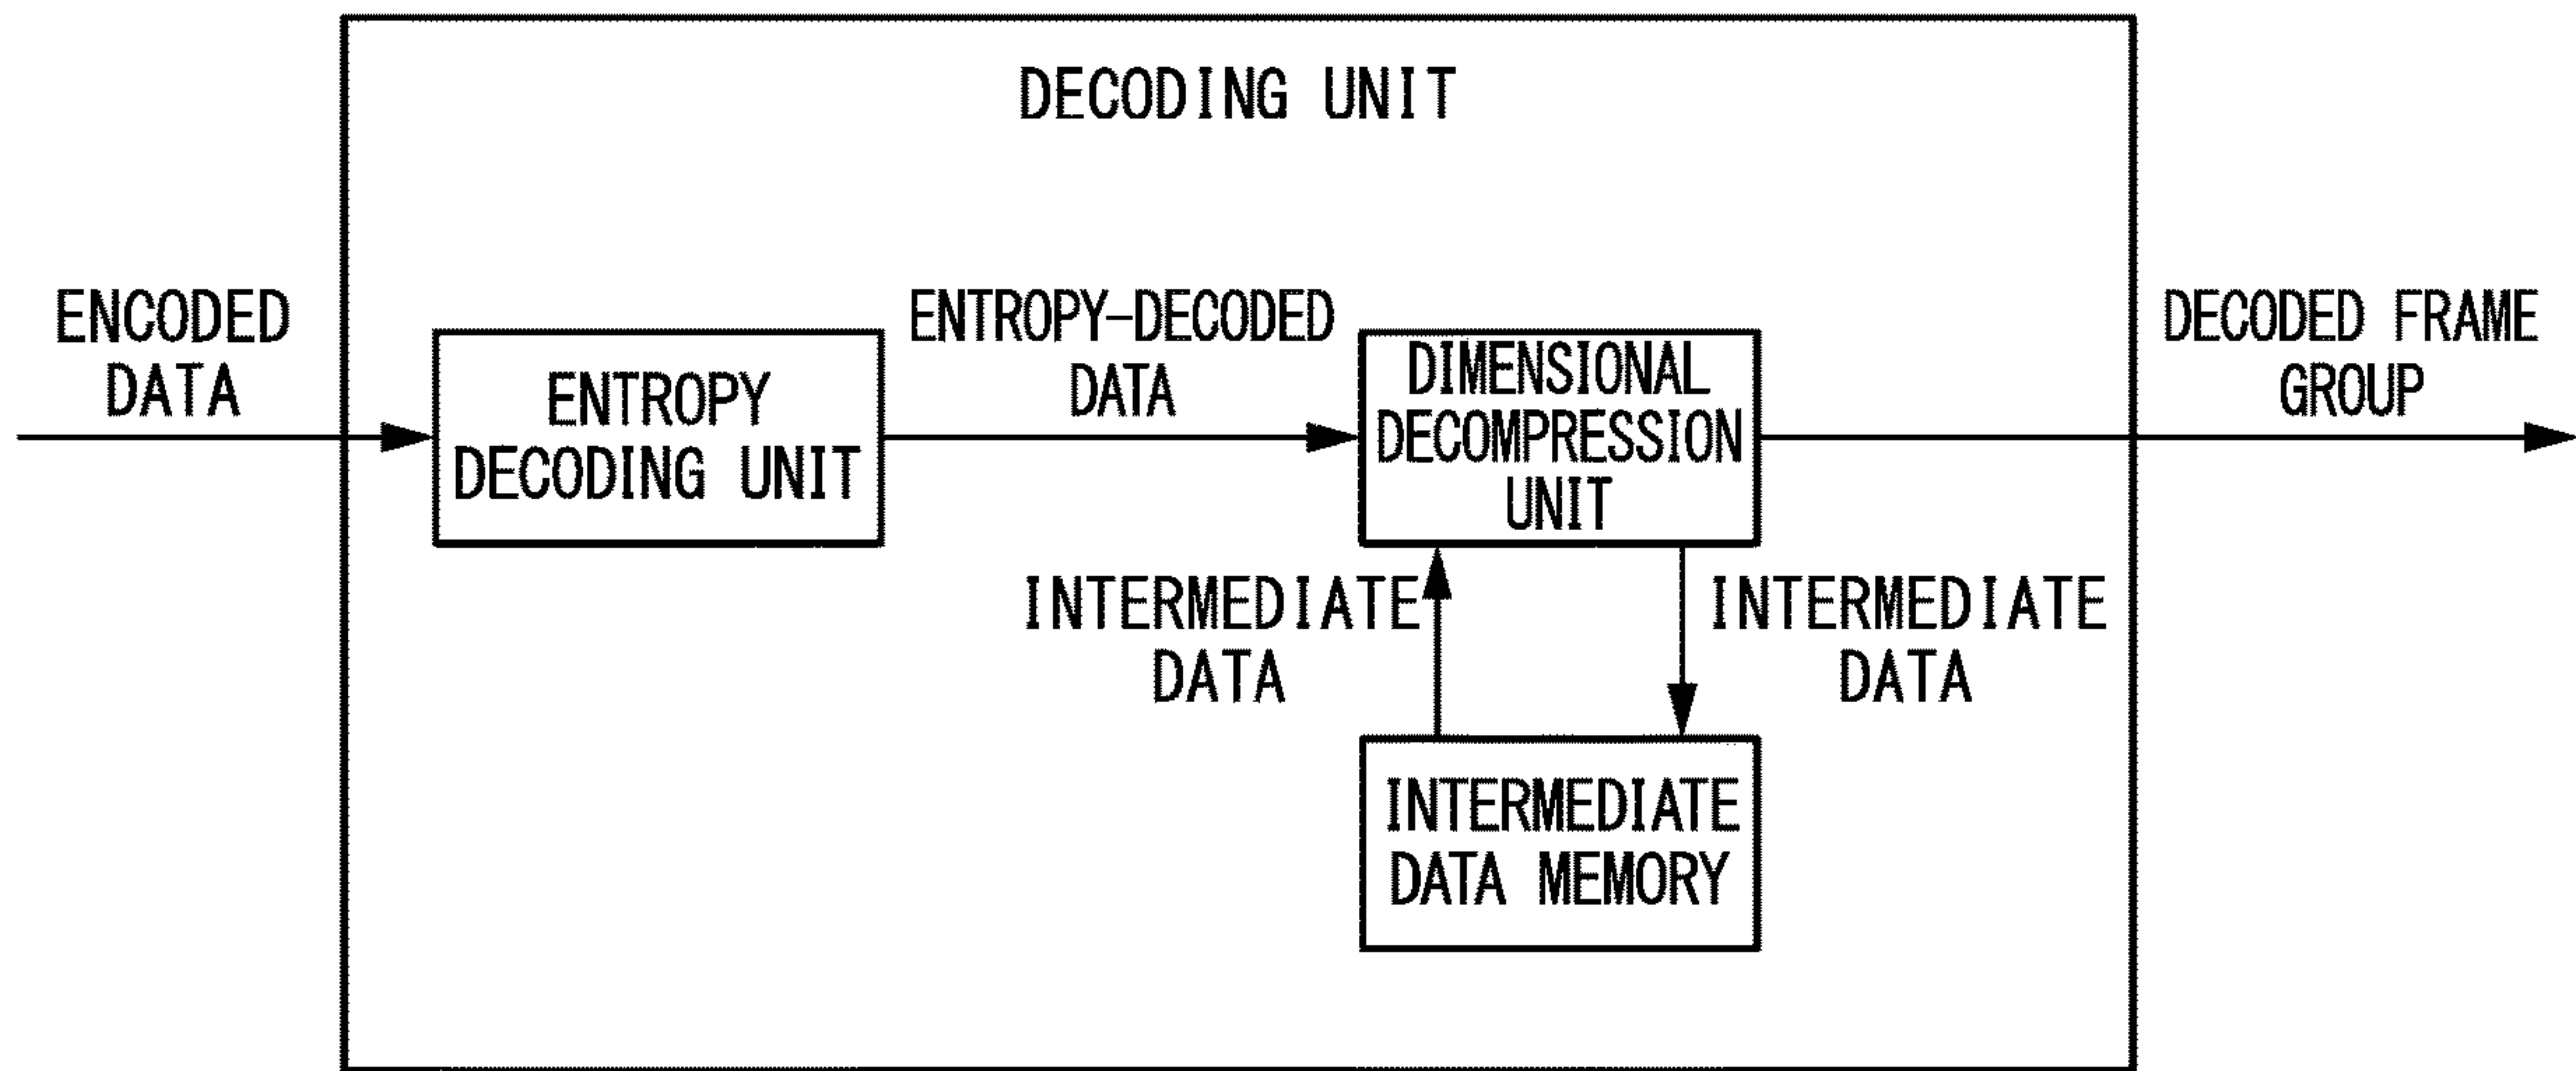 DECODING UNIT
ENCODED
DATA
ENTROPY
DECODING UNIT
ENTROPY-DECODED
DATA
DIMENSIONAL
DECOMPRESSION
UNIT
DECODED FRAME
GROUP
INTERMEDIATE
DATA
INTERMEDIATE
DATA
INTERMEDIATE
DATA MEMORY